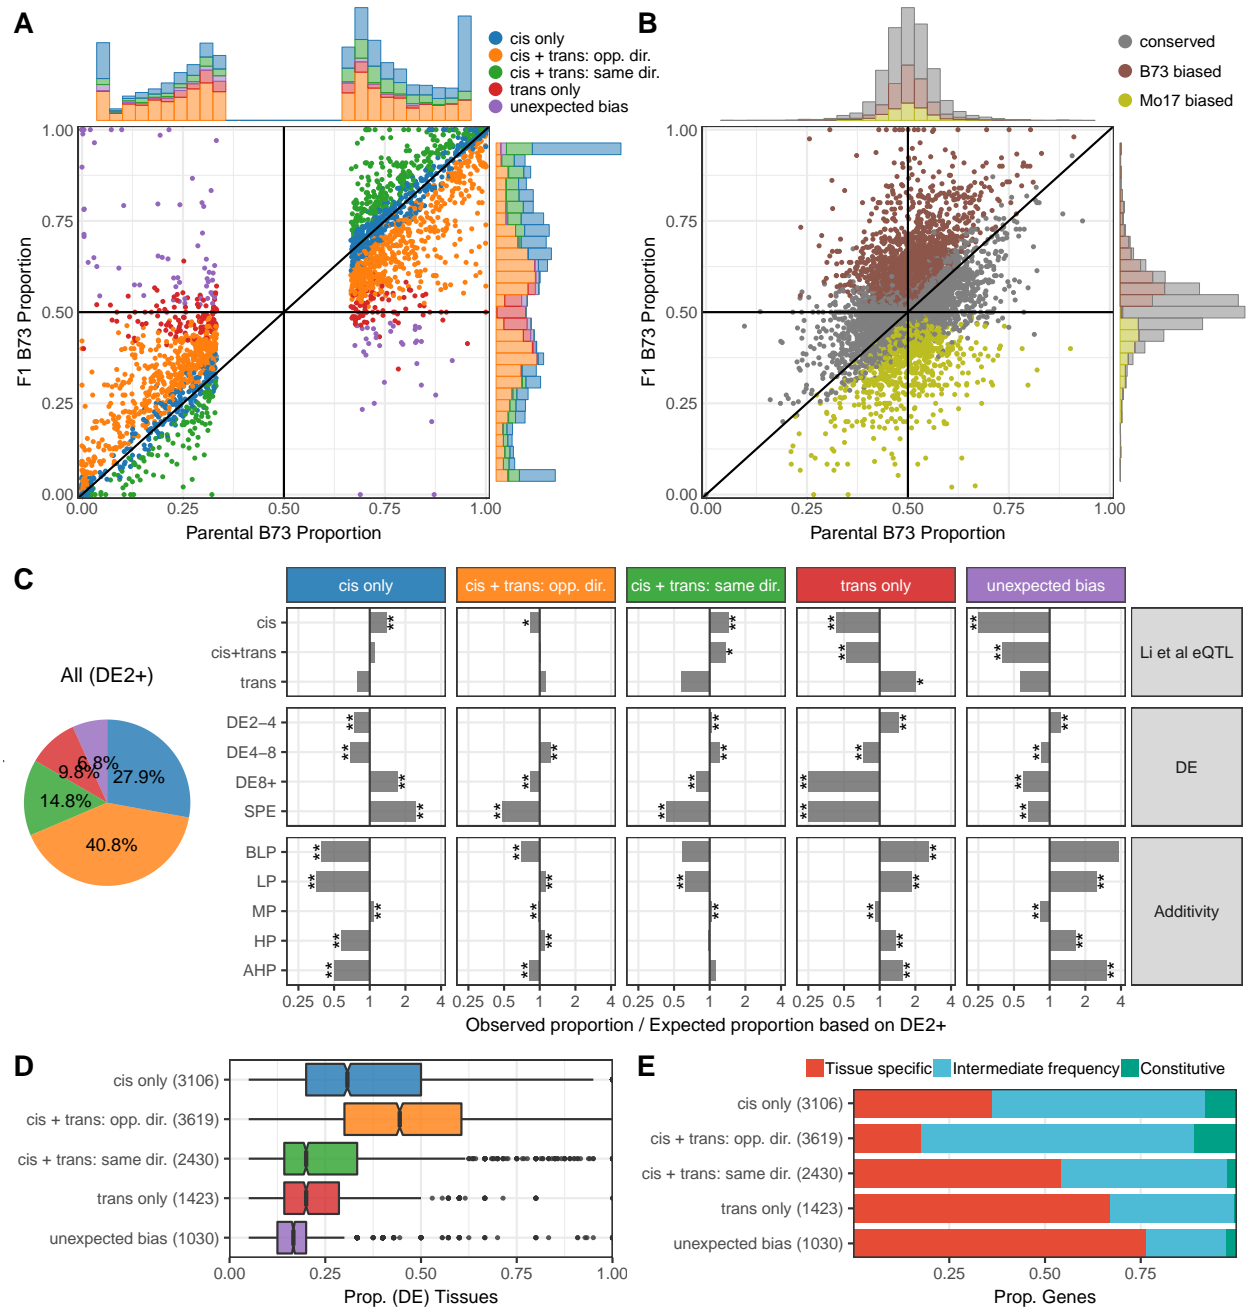 A
cis only
cis + trans: opp. dir.
cis + trans: same dir.
trans only
unexpected bias
1.00
0.75
0.50
0.25
0.00
F1 B73 Proportion
0.00 0.25 0.50 0.75 1.00
Parental B73 Proportion
B
conserved
B73 biased
Mo17 biased
1.00
0.75
0.50
0.25
0.00
F1 B73 Proportion
0.00 0.25 0.50 0.75 1.00
Parental B73 Proportion
C
All (DE2+)
6.8%
9.8%
27.9%
14.8%
40.8%
cis only cis + trans: opp. dir. cis + trans: same dir. trans only unexpected bias
cis ** * ** ** **
cis+trans * ** **
trans *
Li et al eQTL
DE2–4 ** ** ** **
DE4–8 ** ** ** ** **
DE8+ ** ** ** ** **
SPE ** ** ** ** **
DE
BLP ** ** **
LP ** ** ** ** **
MP ** ** ** ** **
HP ** ** ** **
AHP ** ** ** **
Additivity
0.25 0.5 1 2 4 0.25 0.5 1 2 4 0.25 0.5 1 2 4 0.25 0.5 1 2 4 0.25 0.5 1 2 4
Observed proportion / Expected proportion based on DE2+
D
cis only (3106)
cis + trans: opp. dir. (3619)
cis + trans: same dir. (2430)
trans only (1423)
unexpected bias (1030)
0.00 0.25 0.50 0.75 1.00
Prop. (DE) Tissues
E
Tissue specific Intermediate frequency Constitutive
cis only (3106)
cis + trans: opp. dir. (3619)
cis + trans: same dir. (2430)
trans only (1423)
unexpected bias (1030)
0.25 0.50 0.75
Prop. Genes